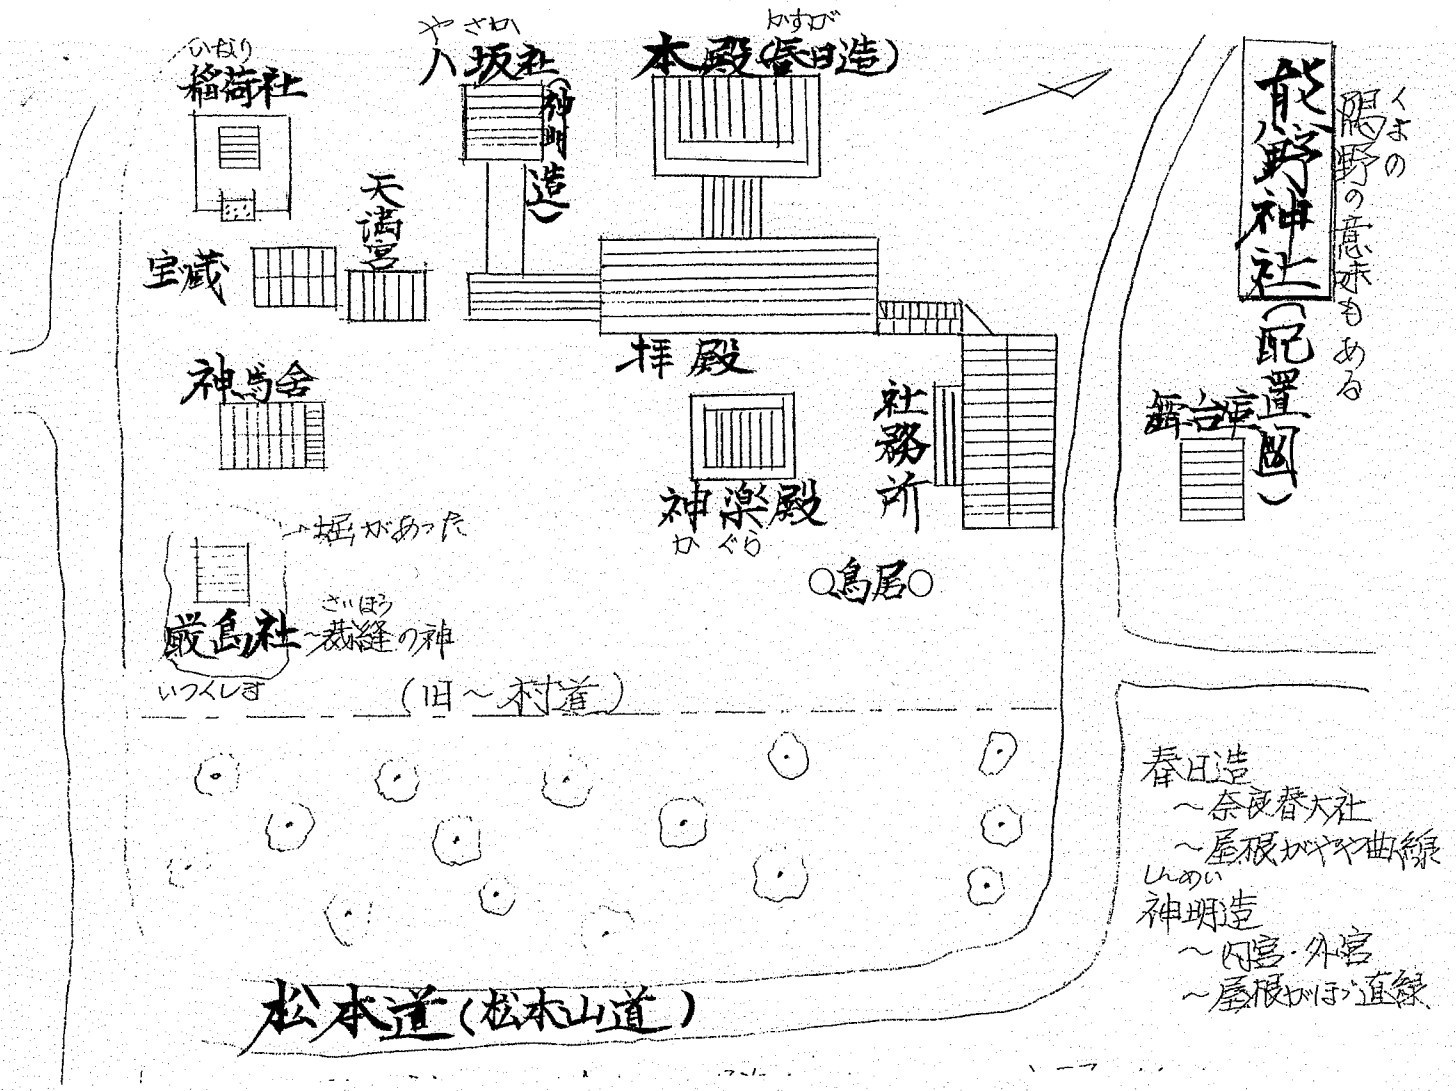 熊野神社(配置図)
くまの
隈野の意味もある
かすが
本殿(春日造)
やさか
八坂社
(神明造)
いなり
稲荷社
天満宮
宝蔵
拝殿
神馬舎
社務所
舞台庫
神楽殿
かぐら
→堀があった
○鳥居○
厳島社
いつくしま
さいほう
〜裁縫の神
(旧〜村道)
春日造
〜奈良春大社
〜屋根がやや曲線
しんめい
神明造
〜内宮・外宮
〜屋根がほゞ直線
松本道(松本山道)